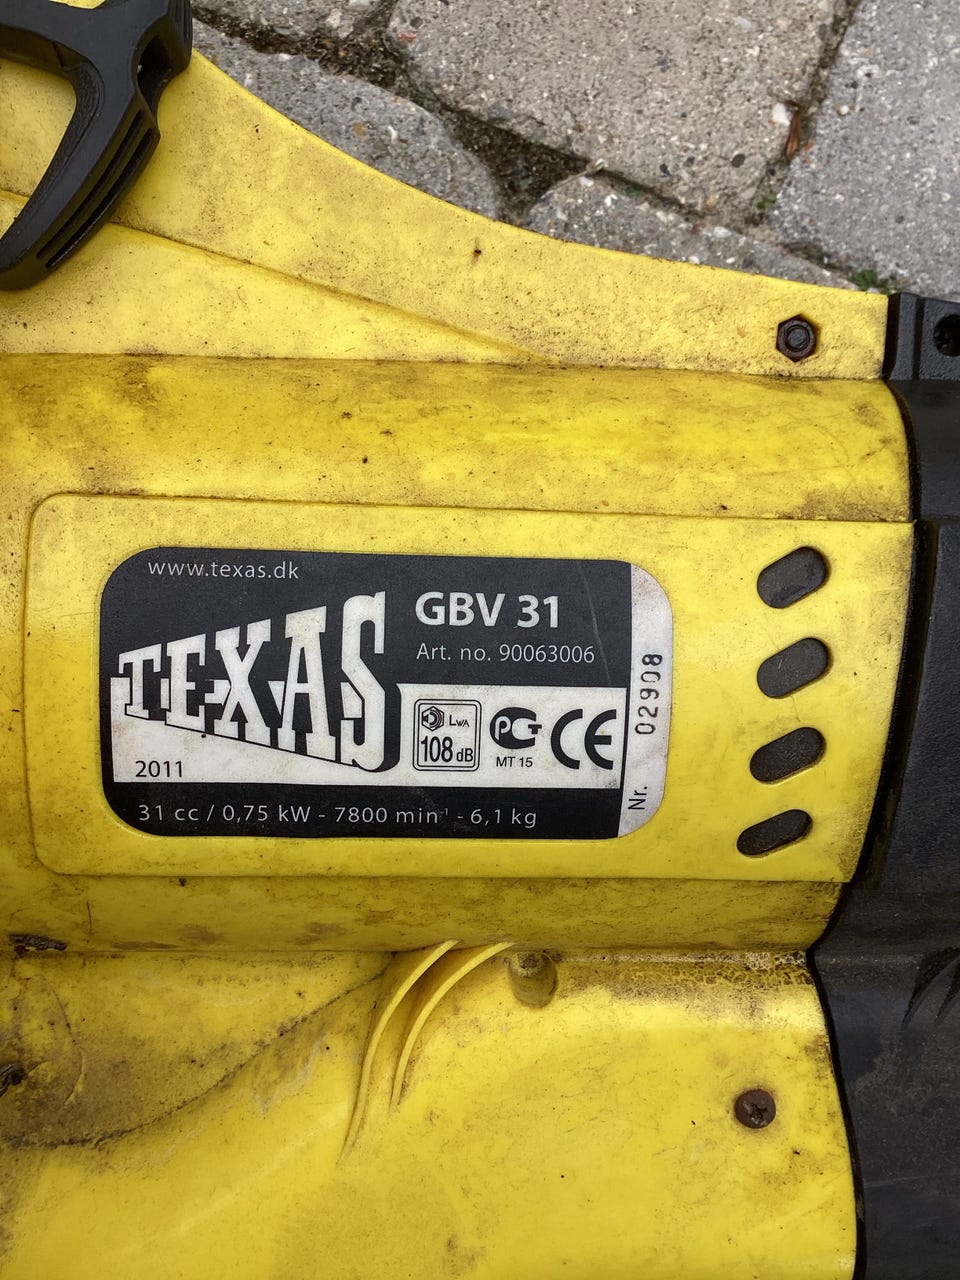 www.texas.dk
TEXAS
GBV 31
Art. no. 90063006
LWA
108 dB
PCT
MT 15
CE
2011
31 cc / 0,75 kW - 7800 min⁻¹ - 6,1 kg
Nr. 02908